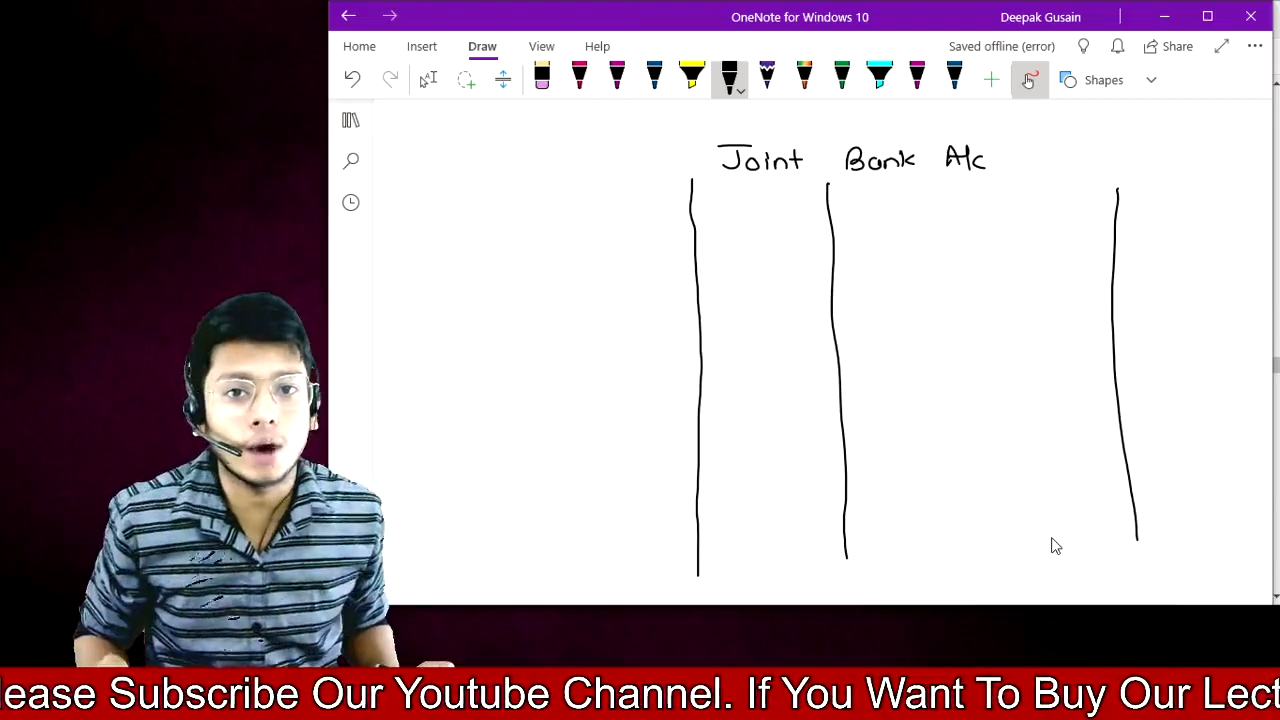 OneNote for Windows 10
Deepak Gusain
Home Insert Draw View Help
Saved offline (error)
Share
Shapes
Joint Bank A/c
lease Subscribe Our Youtube Channel. If You Want To Buy Our Lect